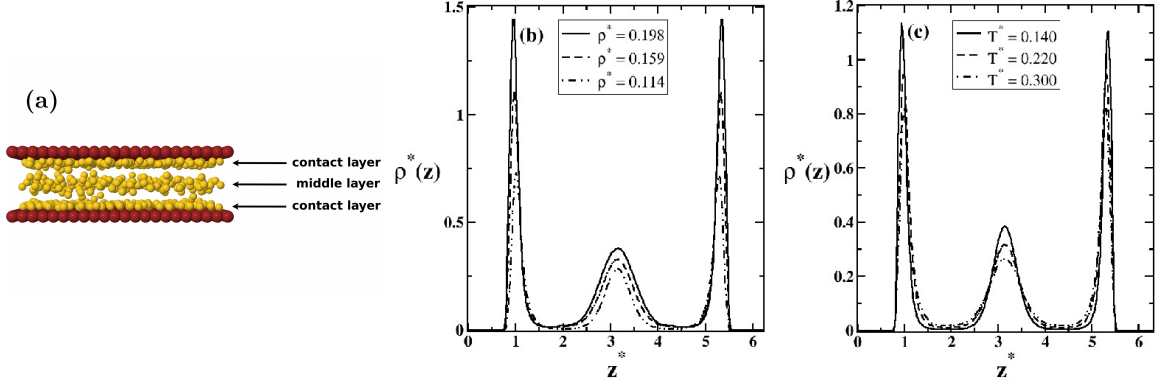 (a)
contact layer
middle layer
contact layer
(b)
ρ* = 0.198
ρ* = 0.159
ρ* = 0.114
ρ*(z)
1.5
1
0.75
0.5
0
0 1 2 3 4 5 6
z*
(c)
T* = 0.140
T* = 0.220
T* = 0.300
ρ*(z)
1.2
1
0.8
0.6
0.4
0.2
0
0 1 2 3 4 5 6
z*